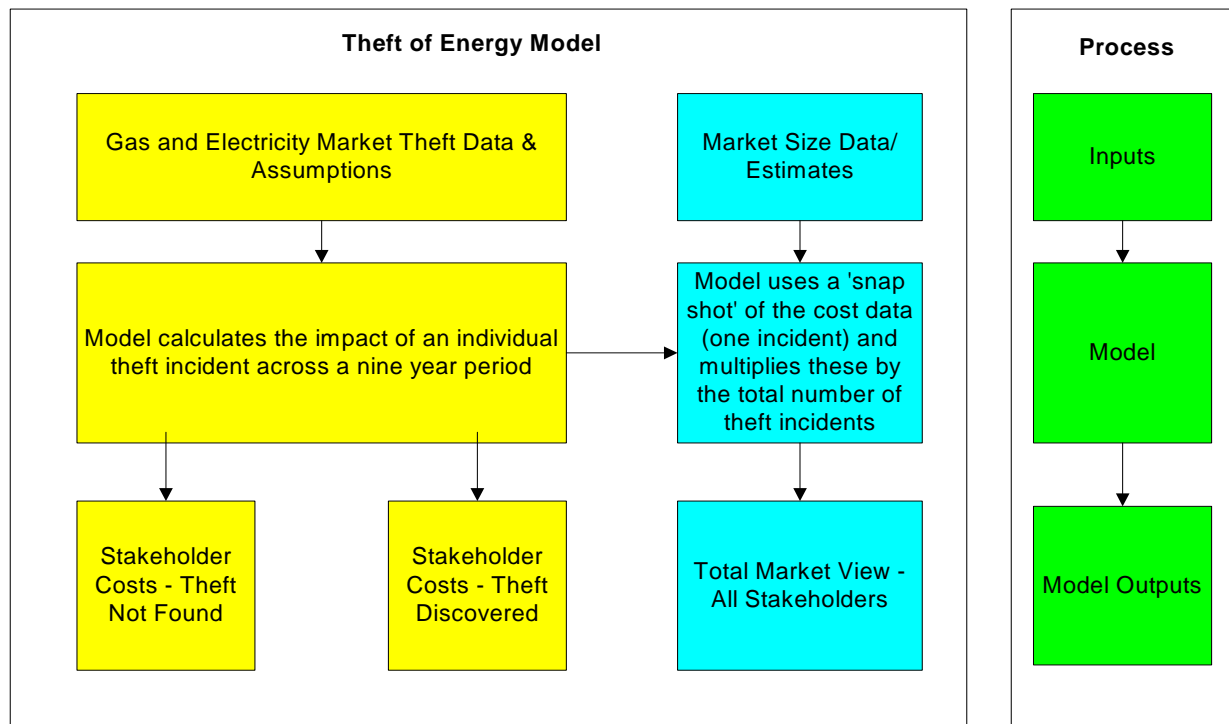 Theft of Energy Model
Process
Gas and Electricity Market Theft Data &
Assumptions
Market Size Data/
Estimates
Inputs
Model calculates the impact of an individual
theft incident across a nine year period
Model uses a 'snap
shot' of the cost data
(one incident) and
multiplies these by
the total number of
theft incidents
Model
Stakeholder
Costs - Theft
Not Found
Stakeholder
Costs - Theft
Discovered
Total Market View -
All Stakeholders
Model Outputs